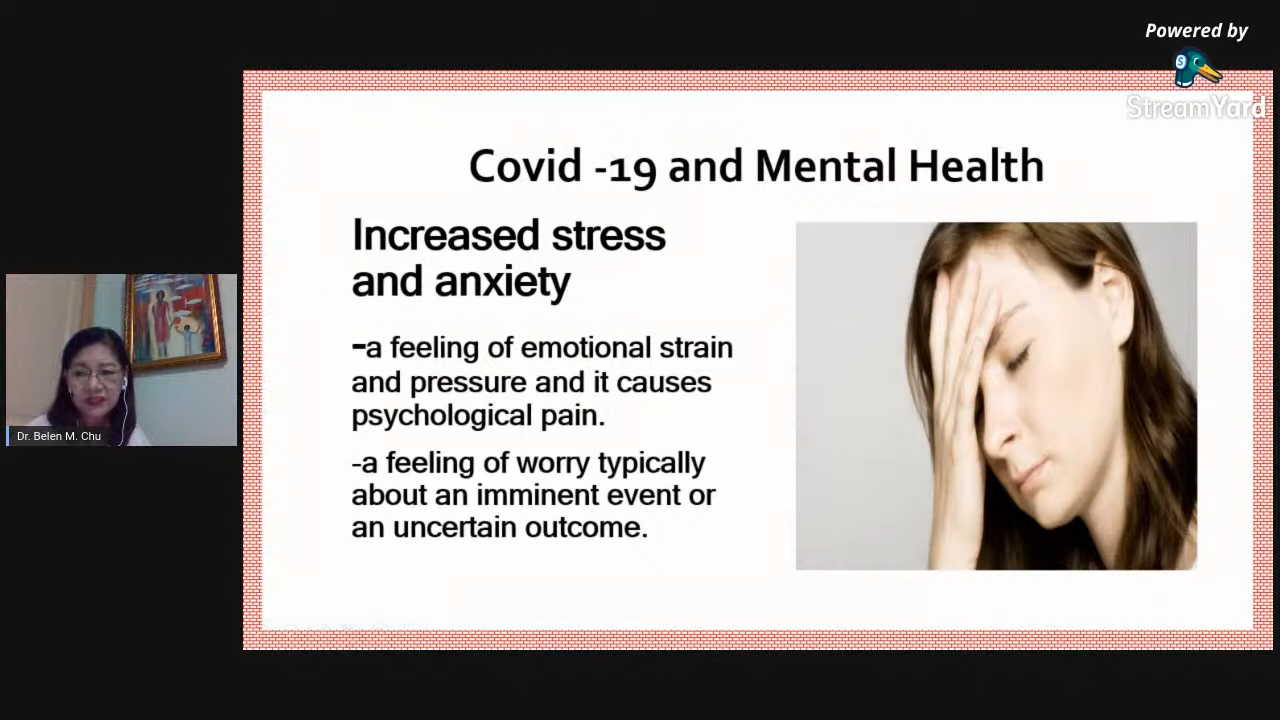 Powered by
StreamYard
Covid -19 and Mental Health
Increased stress
and anxiety
-a feeling of emotional strain
and pressure and it causes
psychological pain.
-a feeling of worry typically
about an imminent event or
an uncertain outcome.
Dr. Belen M. Chu